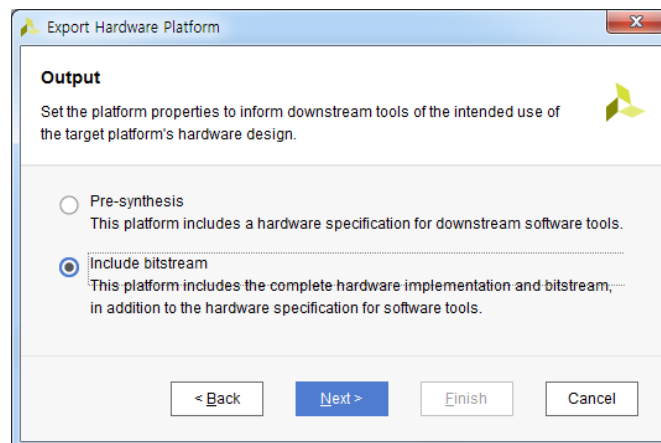 Export Hardware Platform
Output
Set the platform properties to inform downstream tools of the intended use of
the target platform's hardware design.
Pre-synthesis
This platform includes a hardware specification for downstream software tools.
Include bitstream
This platform includes the complete hardware implementation and bitstream,
in addition to the hardware specification for software tools.
< Back Next > Finish Cancel